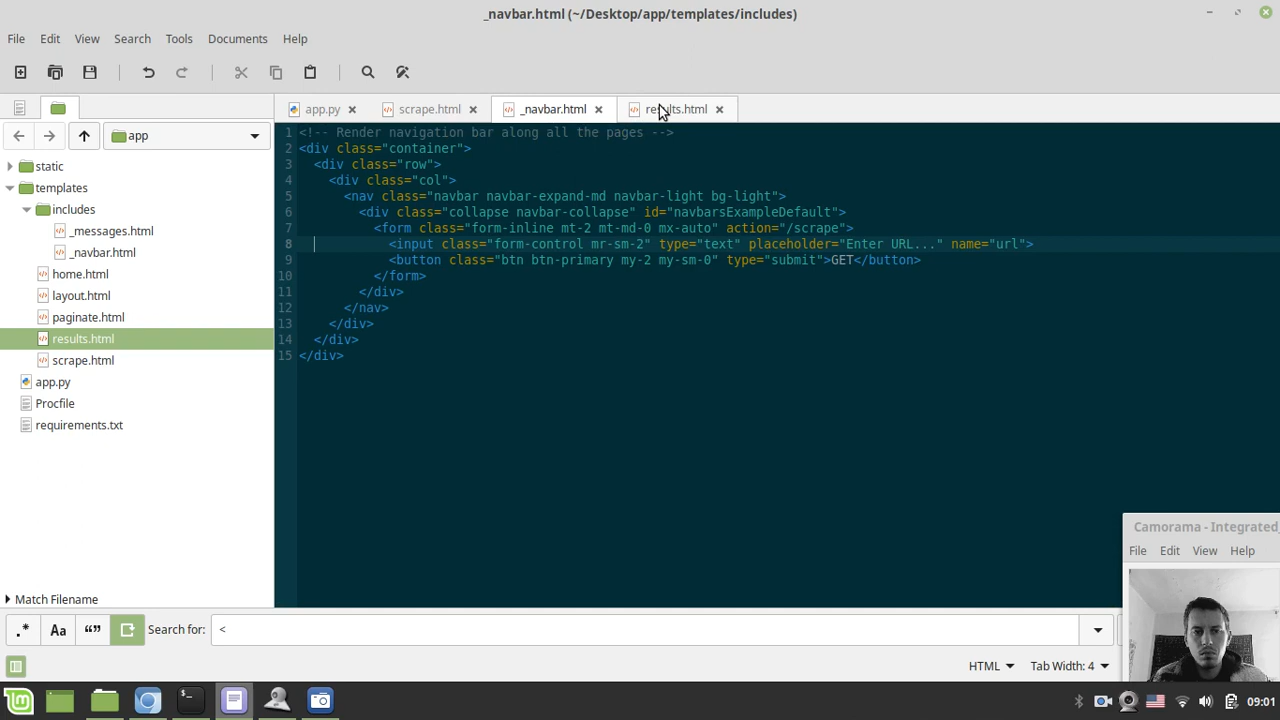 _navbar.html (~/Desktop/app/templates/includes)
File Edit View Search Tools Documents Help
app.py scrape.html _navbar.html results.html
app
static
templates
includes
_messages.html
_navbar.html
home.html
layout.html
paginate.html
results.html
scrape.html
app.py
Procfile
requirements.txt
Match Filename
1 <!-- Render navigation bar along all the pages -->
2 <div class="container">
3 <div class="row">
4 <div class="col">
5 <nav class="navbar navbar-expand-md navbar-light bg-light">
6 <div class="collapse navbar-collapse" id="navbarsExampleDefault">
7 <form class="form-inline mt-2 mt-md-0 mx-auto" action="/scrape">
8 <input class="form-control mr-sm-2" type="text" placeholder="Enter URL..." name="url">
9 <button class="btn btn-primary my-2 my-sm-0" type="submit">GET</button>
10 </form>
11 </div>
12 </nav>
13 </div>
14 </div>
15 </div>
Camorama - Integrated
File Edit View Help
.* Aa “” Search for: <
HTML Tab Width: 4
09:01